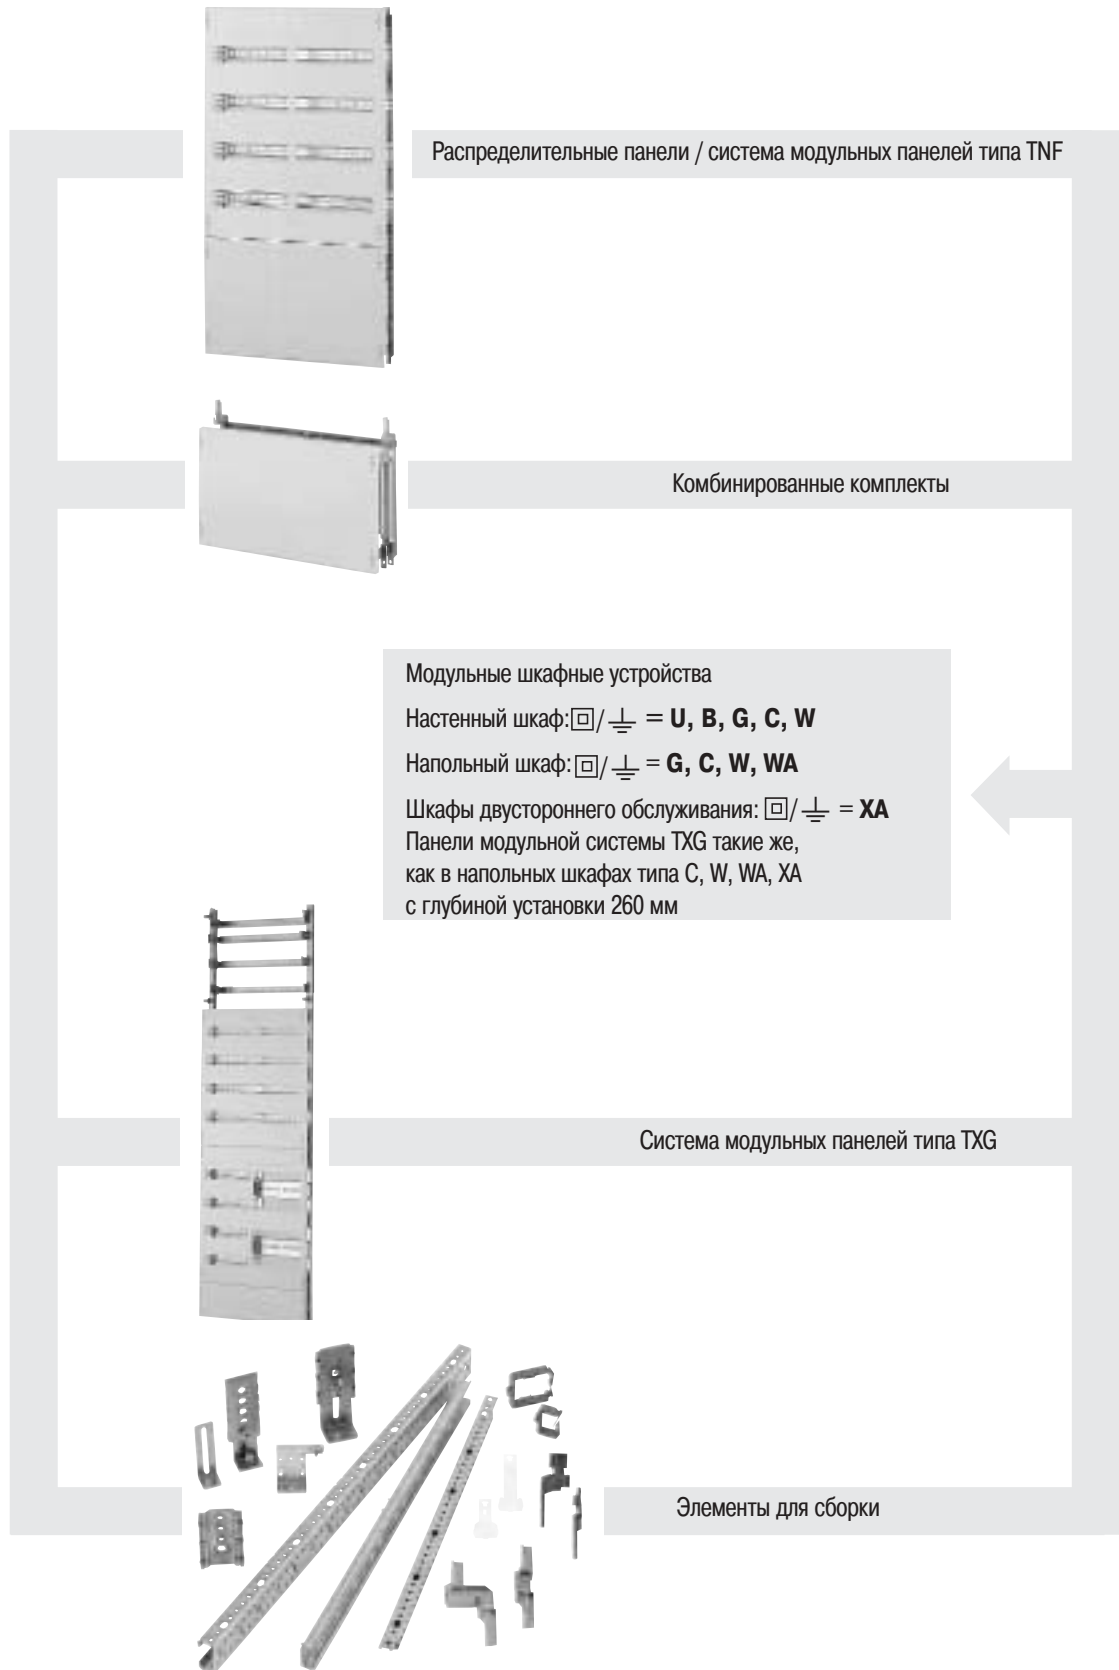 Распределительные панели / система модульных панелей типа TNF
Комбинированные комплекты
Модульные шкафные устройства
Настенный шкаф: / = U, B, G, C, W
Напольный шкаф: / = G, C, W, WA
Шкафы двустороннего обслуживания: / = XA
Панели модульной системы TXG такие же,
как в напольных шкафах типа C, W, WA, XA
с глубиной установки 260 мм
Система модульных панелей типа TXG
Элементы для сборки